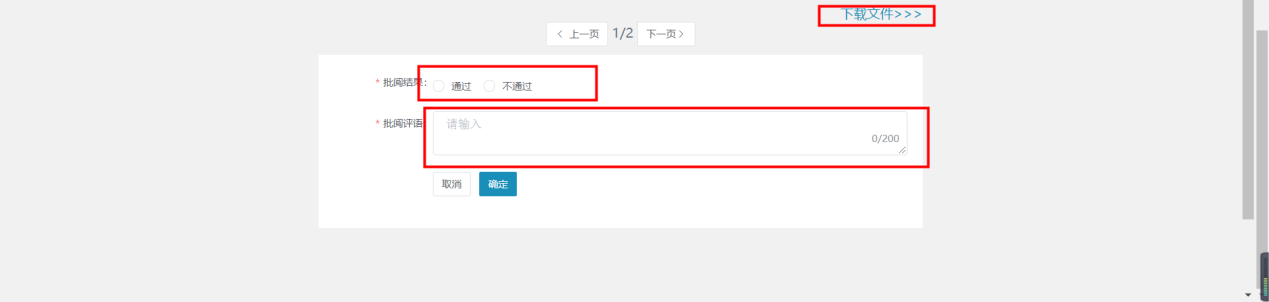 下载文件>>>
< 上一页 1/2 下一页 >
* 批阅结果: 通过 不通过
* 批阅评语 请输入
0/200
取消 确定